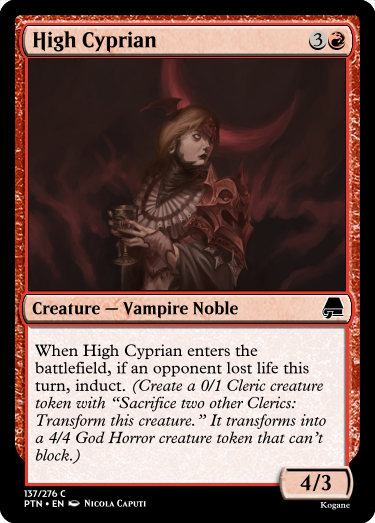 High Cyprian 3
Creature — Vampire Noble
When High Cyprian enters the
battlefield, if an opponent lost life this
turn, induct. (Create a 0/1 Cleric creature
token with “Sacrifice two other Clerics:
Transform this creature.” It transforms into
a 4/4 God Horror creature token that can’t
block.)
4/3
137/276 C
PTN • EN Nicola Caputi
Kogane